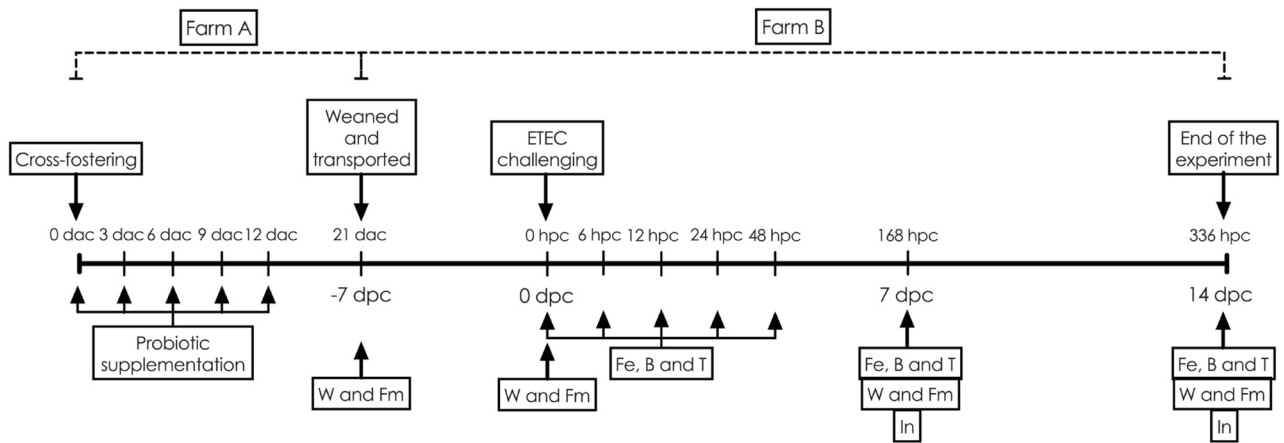 Farm A
Farm B
Weaned
and
transported
ETEC
challenging
End of the
experiment
Cross-fostering
0 dac 3 dac 6 dac 9 dac 12 dac 21 dac 0 hpc 6 hpc 12 hpc 24 hpc 48 hpc 168 hpc 336 hpc
-7 dpc 0 dpc 7 dpc 14 dpc
Probiotic
supplementation
Fe, B and T
Fe, B and T
Fe, B and T
W and Fm
W and Fm
W and Fm
W and Fm
In
In